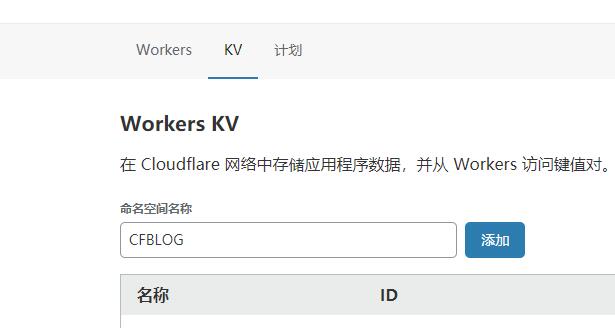 Workers KV 计划
Workers KV
在 Cloudflare 网络中存储应用程序数据，并从 Workers 访问键值对。
命名空间名称
CFBLOG 添加
名称 ID